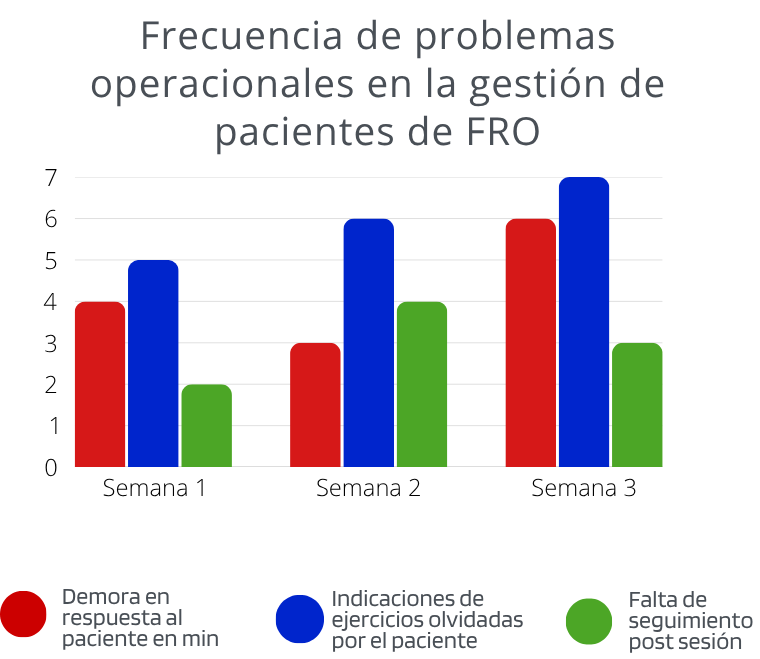 Frecuencia de problemas
operacionales en la gestión de
pacientes de FRO
7
6
5
4
3
2
1
0
Semana 1
Semana 2
Semana 3
Demora en
respuesta al
paciente en min
Indicaciones de
ejercicios olvidadas
por el paciente
Falta de
seguimiento
post sesión